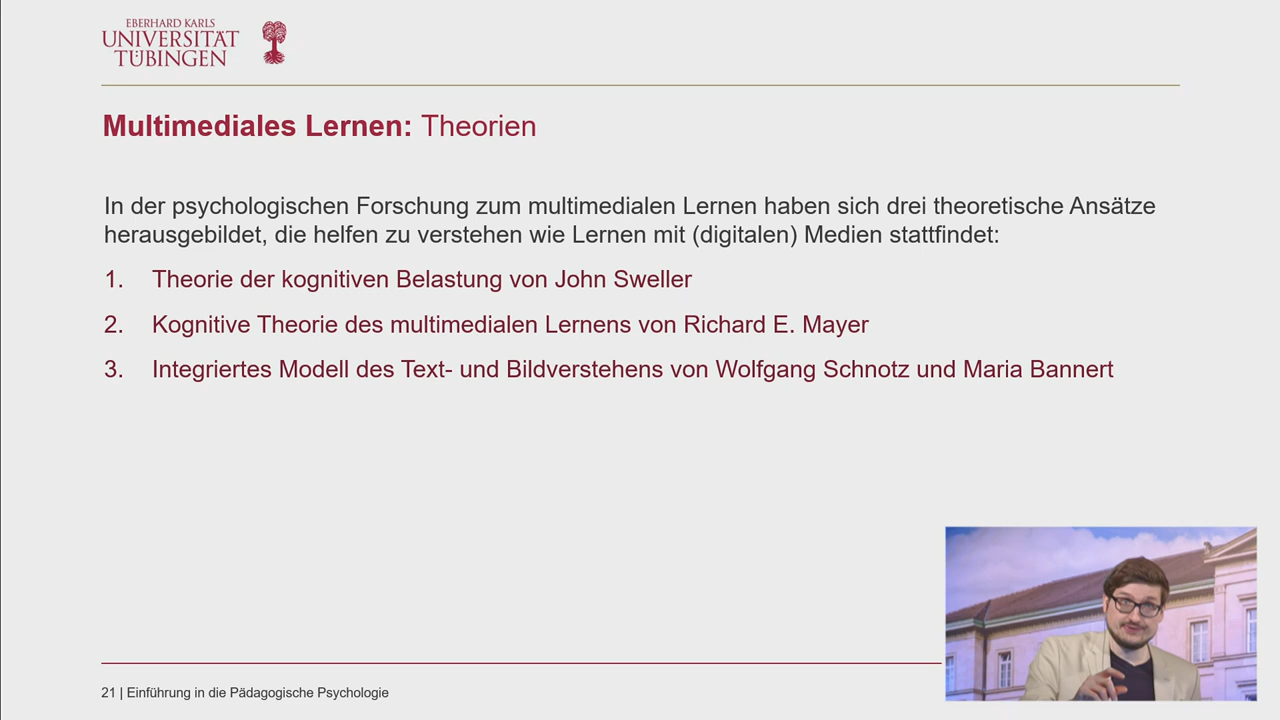 EBERHARD KARLS
UNIVERSITÄT
TÜBINGEN
Multimediales Lernen: Theorien
In der psychologischen Forschung zum multimedialen Lernen haben sich drei theoretische Ansätze
herausgebildet, die helfen zu verstehen wie Lernen mit (digitalen) Medien stattfindet:
1. Theorie der kognitiven Belastung von John Sweller
2. Kognitive Theorie des multimedialen Lernens von Richard E. Mayer
3. Integriertes Modell des Text- und Bildverstehens von Wolfgang Schnotz und Maria Bannert
21 | Einführung in die Pädagogische Psychologie